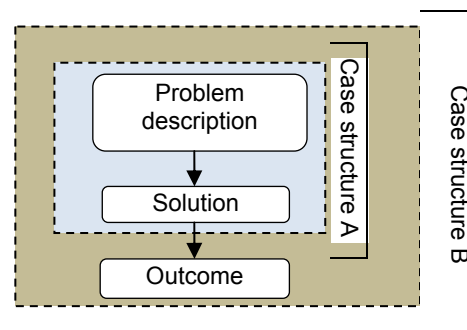 Problem
description
Solution
Outcome
Case structure A
Case structure B